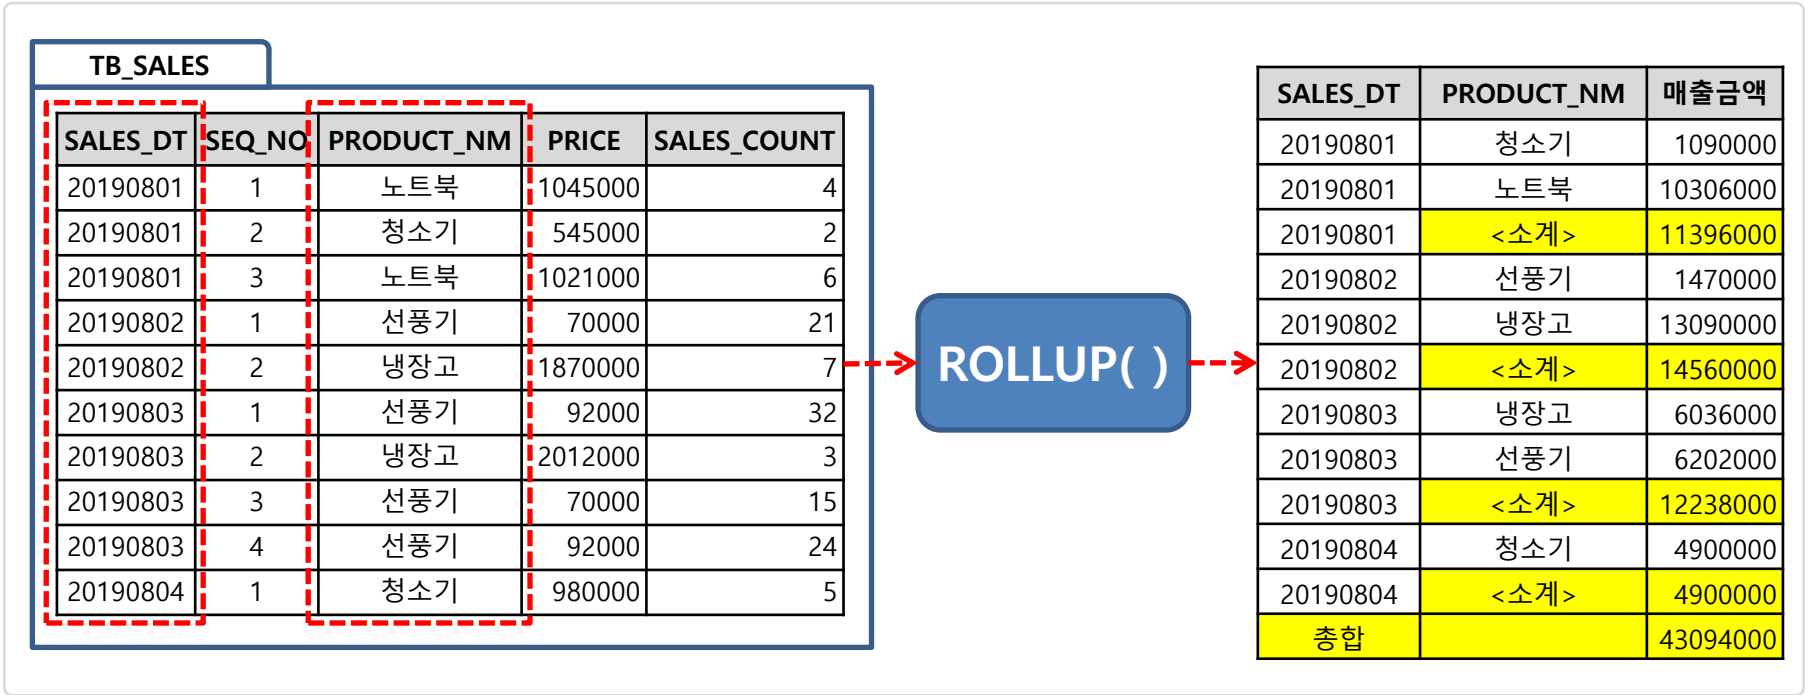 TB_SALES
SALES_DT SEQ_NO PRODUCT_NM PRICE SALES_COUNT
20190801 1 노트북 1045000 4
20190801 2 청소기 545000 2
20190801 3 노트북 1021000 6
20190802 1 선풍기 70000 21
20190802 2 냉장고 1870000 7
20190803 1 선풍기 92000 32
20190803 2 냉장고 2012000 3
20190803 3 선풍기 70000 15
20190803 4 선풍기 92000 24
20190804 1 청소기 980000 5
ROLLUP( )
SALES_DT PRODUCT_NM 매출금액
20190801 청소기 1090000
20190801 노트북 10306000
20190801 <소계> 11396000
20190802 선풍기 1470000
20190802 냉장고 13090000
20190802 <소계> 14560000
20190803 냉장고 6036000
20190803 선풍기 6202000
20190803 <소계> 12238000
20190804 청소기 4900000
20190804 <소계> 4900000
총합 43094000